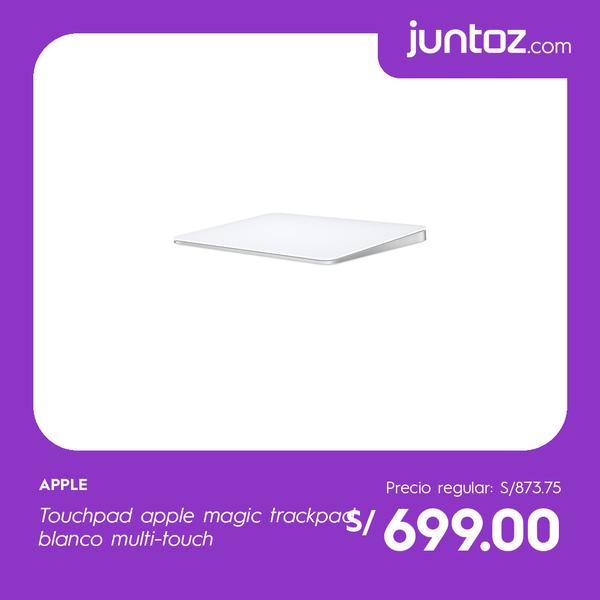 juntoz.com
APPLE
Precio regular: S/873.75
Touchpad apple magic trackpad
blanco multi-touch
S/ 699.00